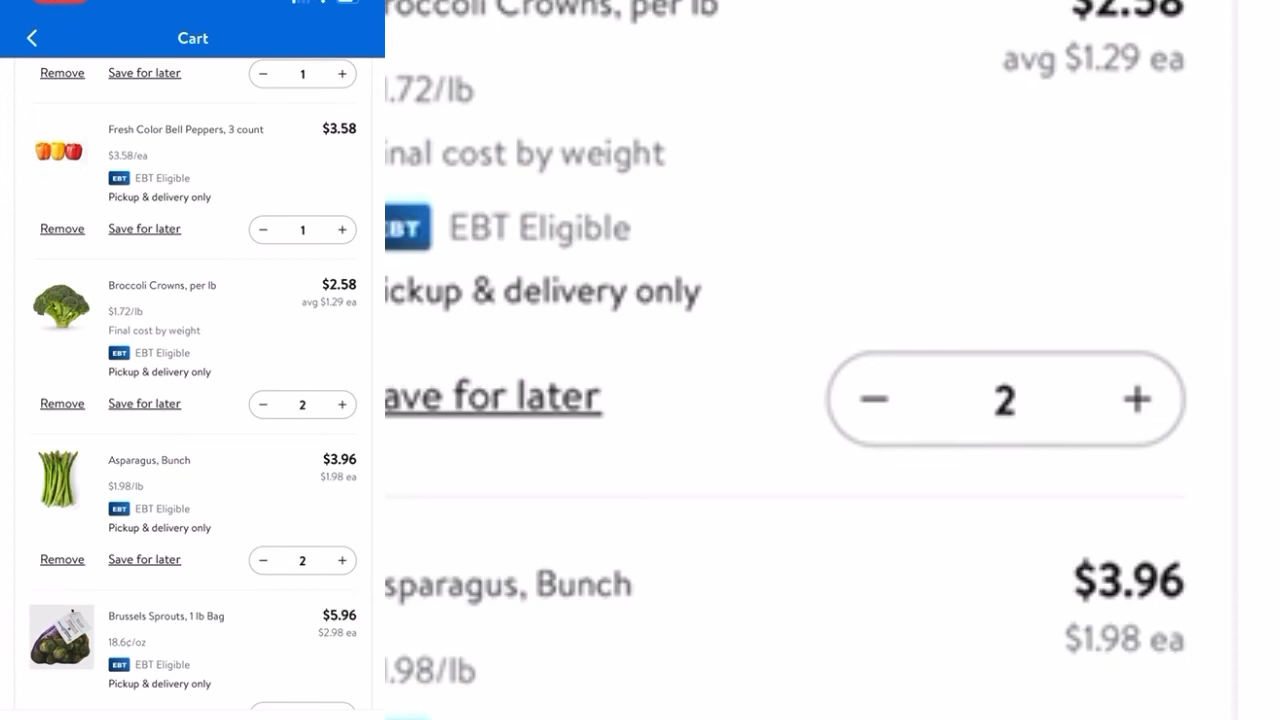 Cart
Remove Save for later − 1 +
Fresh Color Bell Peppers, 3 count $3.58
$3.58/ea
EBT EBT Eligible
Pickup & delivery only
Remove Save for later − 1 +
Broccoli Crowns, per lb $2.58
$1.72/lb avg $1.29 ea
Final cost by weight
EBT EBT Eligible
Pickup & delivery only
Remove Save for later − 2 +
Asparagus, Bunch $3.96
$1.98/lb $1.98 ea
EBT EBT Eligible
Pickup & delivery only
Remove Save for later − 2 +
Brussels Sprouts, 1 lb Bag $5.96
18.6¢/oz $2.98 ea
EBT EBT Eligible
Pickup & delivery only
roccoli Crowns, per lb $2.58
avg $1.29 ea
.72/lb
inal cost by weight
BT EBT Eligible
ickup & delivery only
ave for later − 2 +
sparagus, Bunch $3.96
$1.98 ea
.98/lb